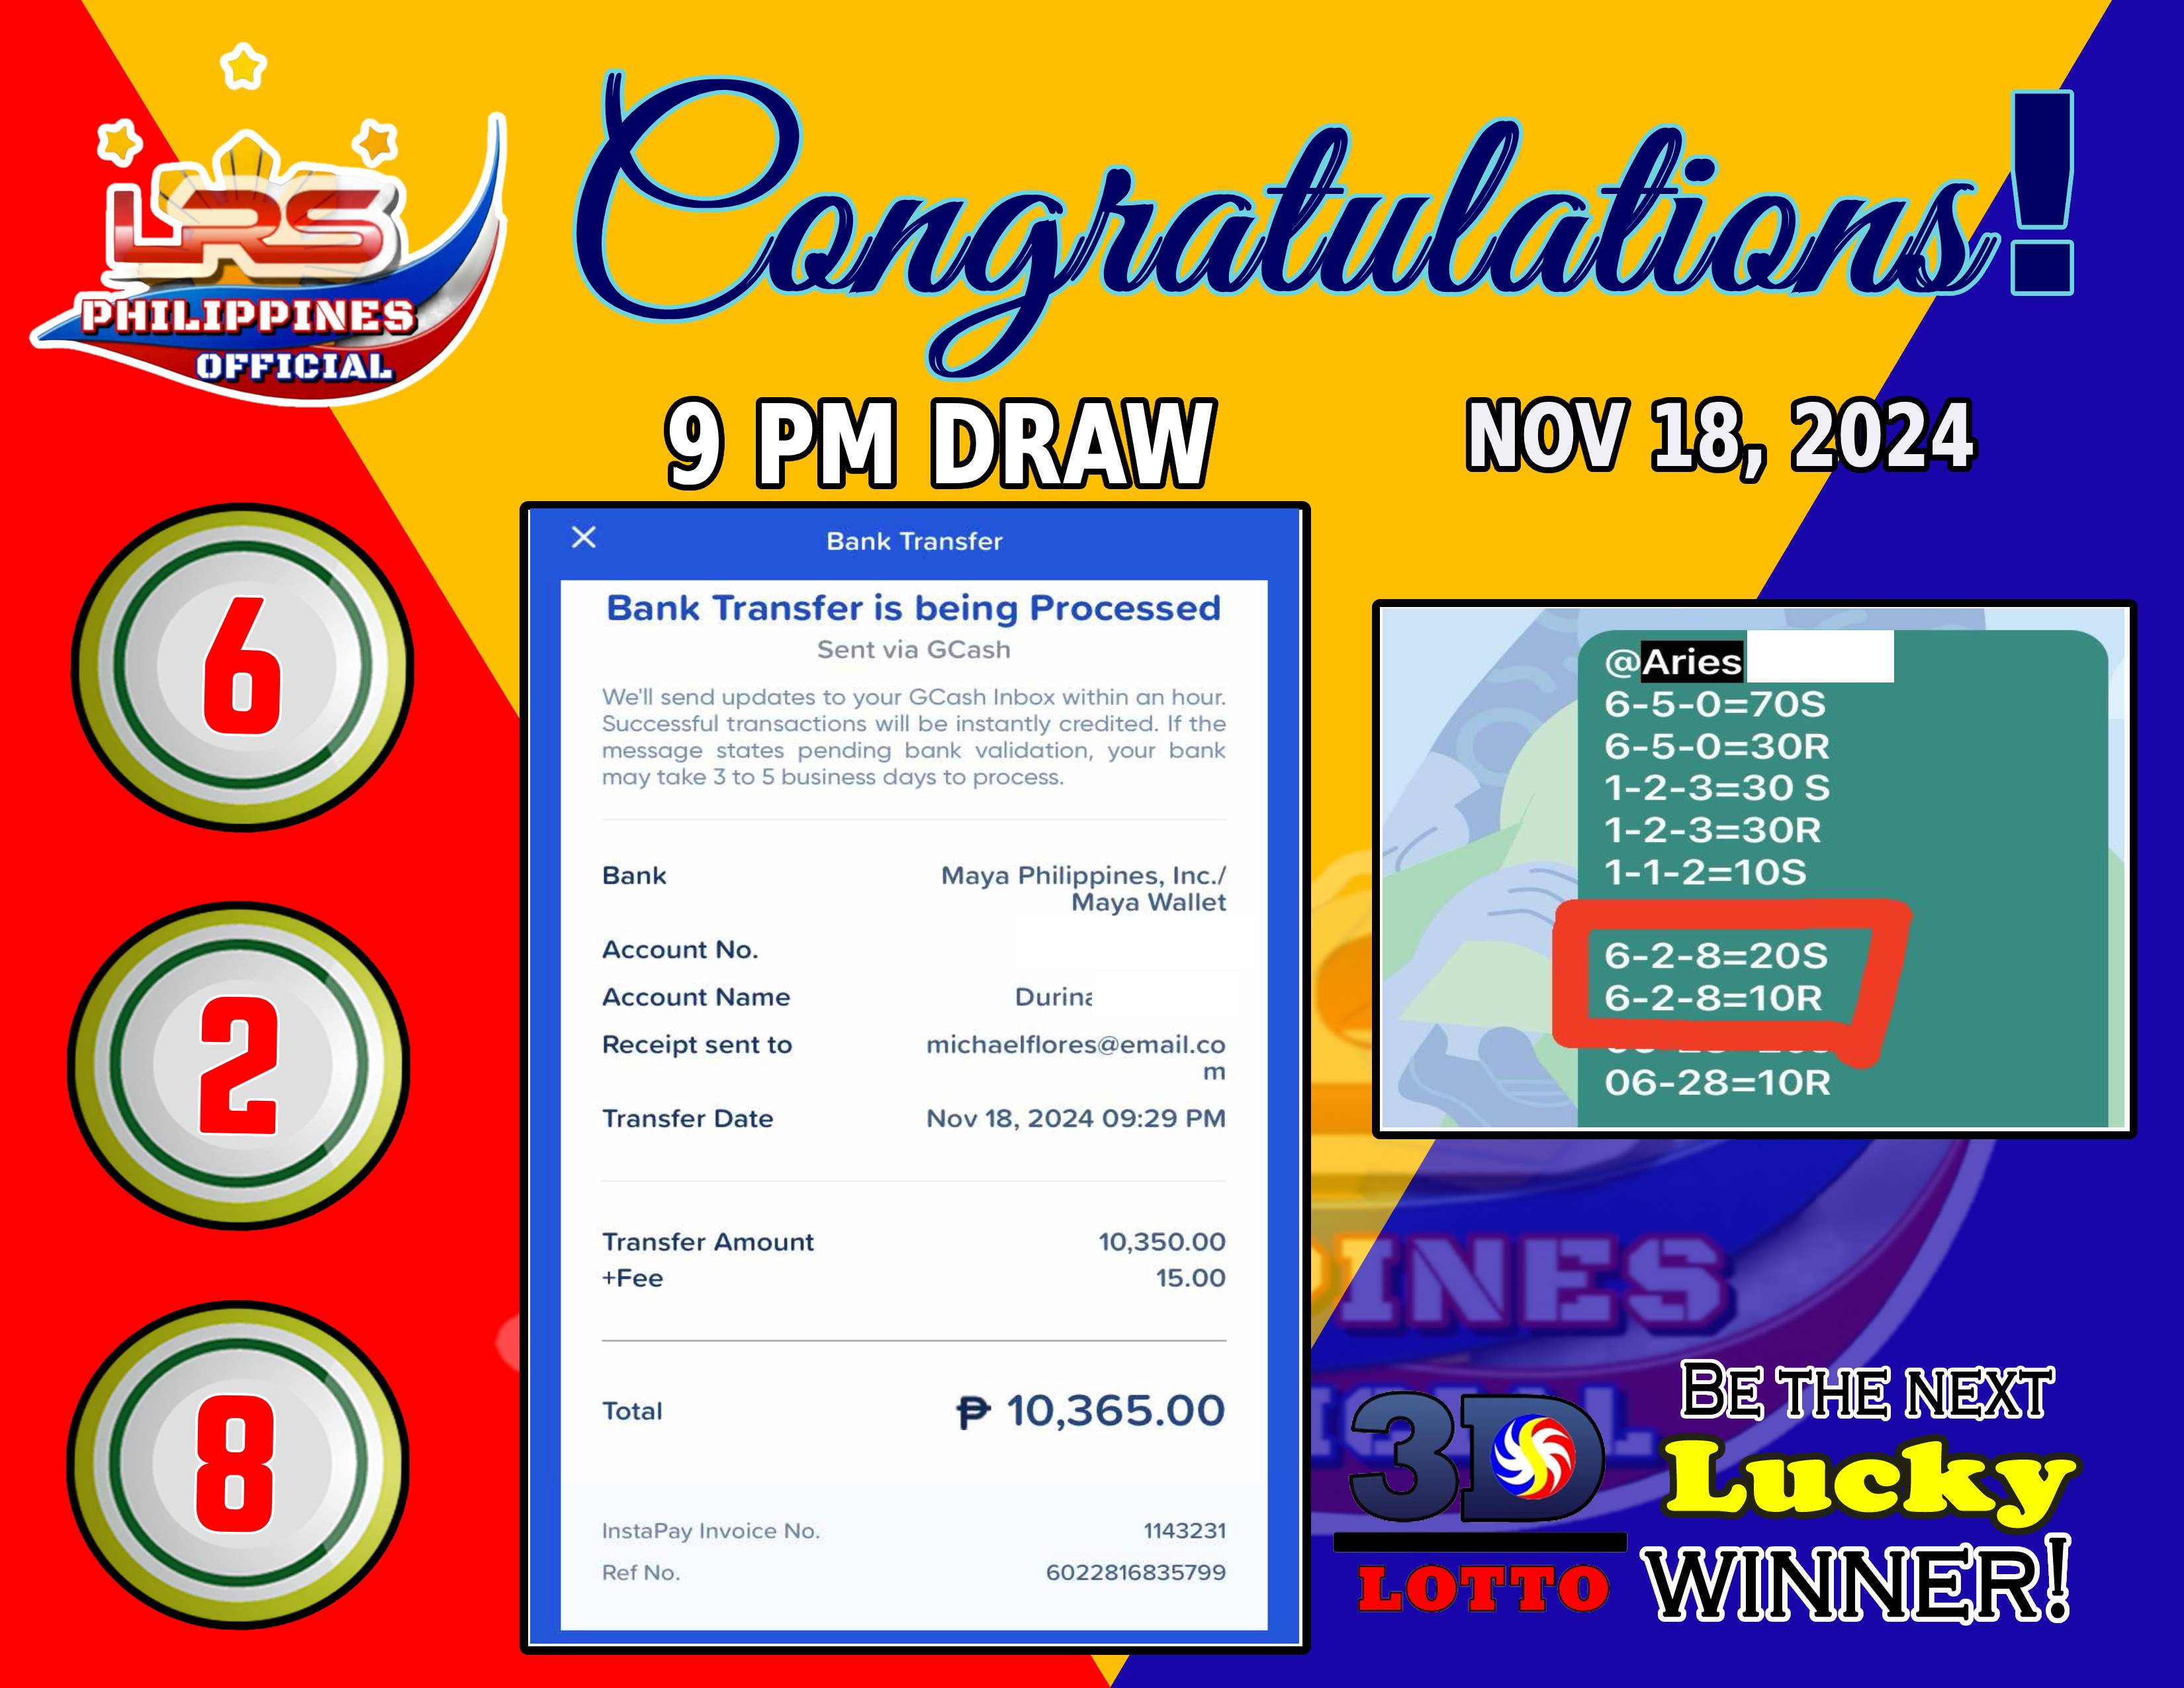 LRS
PHILIPPINES
OFFICIAL
Congratulations!
9 PM DRAW
NOV 18, 2024
6
2
8
Bank Transfer
Bank Transfer is being Processed
Sent via GCash
We'll send updates to your GCash Inbox within an hour.
Successful transactions will be instantly credited. If the
message states pending bank validation, your bank
may take 3 to 5 business days to process.
Bank Maya Philippines, Inc./
Maya Wallet
Account No.
Account Name Durina
Receipt sent to michaelflores@email.co
m
Transfer Date Nov 18, 2024 09:29 PM
Transfer Amount 10,350.00
+Fee 15.00
Total ₱ 10,365.00
InstaPay Invoice No. 1143231
Ref No. 6022816835799
@Aries
6-5-0=70S
6-5-0=30R
1-2-3=30 S
1-2-3=30R
1-1-2=10S
6-2-8=20S
6-2-8=10R
06-28=10R
PINES
3D
LOTTO
BE THE NEXT
Lucky
WINNER!